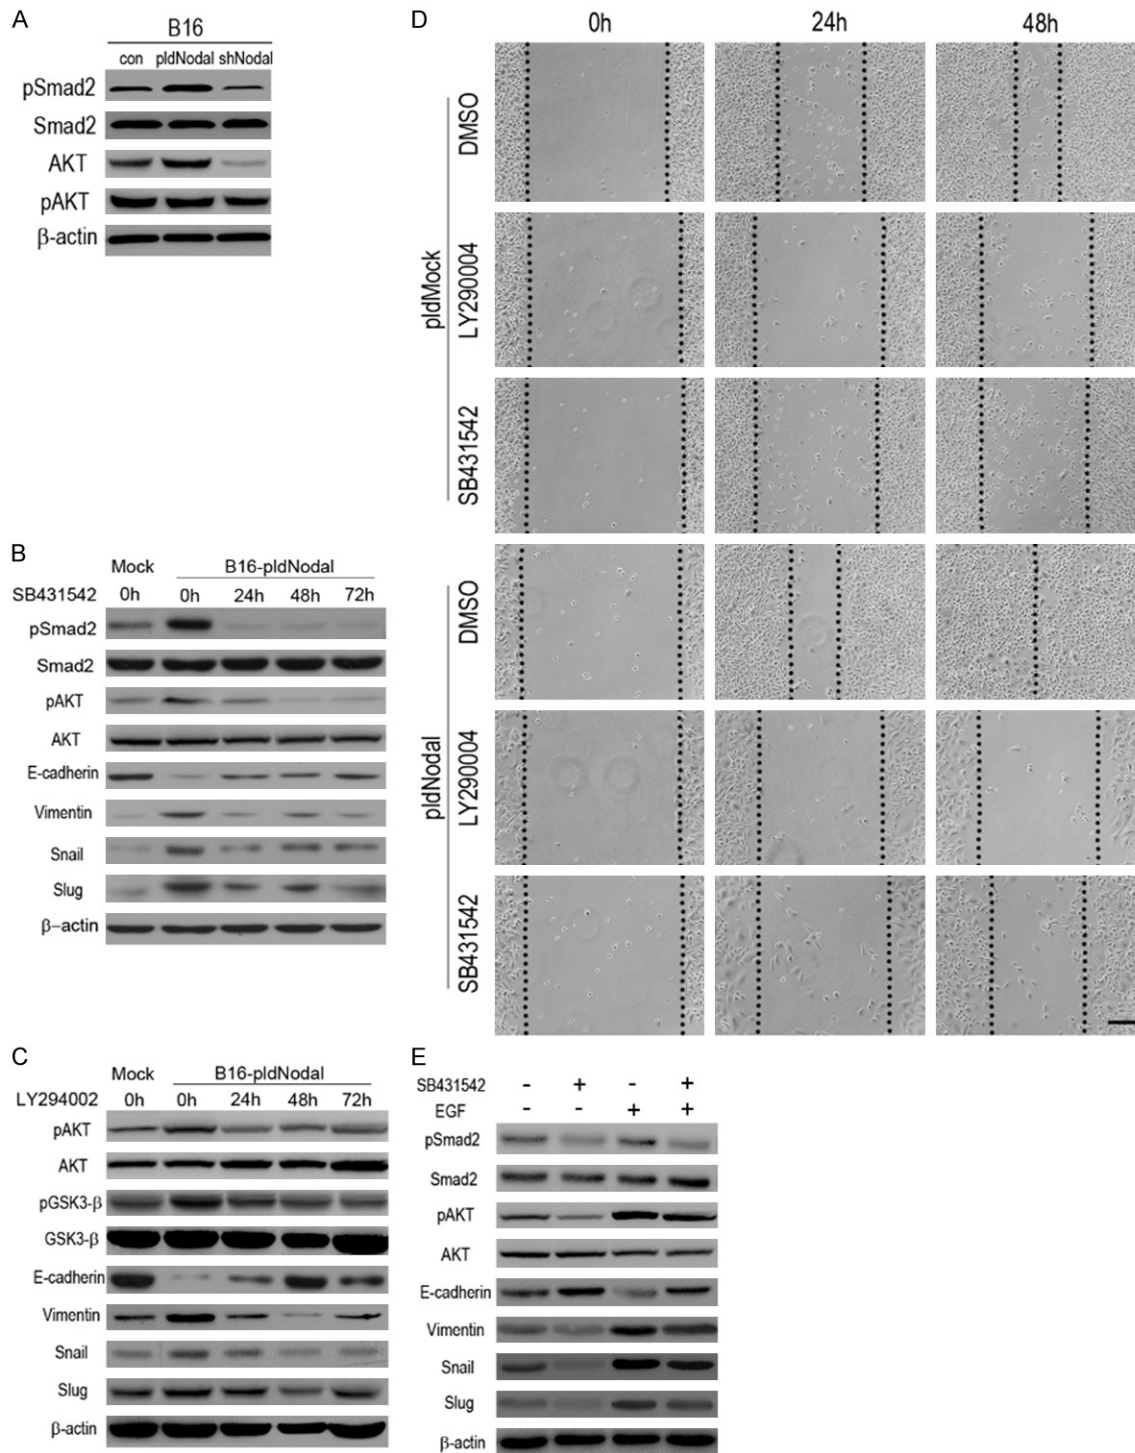 A
B16
con pldNodal shNodal
pSmad2
Smad2
AKT
pAKT
β-actin
B
Mock B16-pldNodal
SB431542 0h 0h 24h 48h 72h
pSmad2
Smad2
pAKT
AKT
E-cadherin
Vimentin
Snail
Slug
β-actin
C
Mock B16-pldNodal
LY294002 0h 0h 24h 48h 72h
pAKT
AKT
pGSK3-β
GSK3-β
E-cadherin
Vimentin
Snail
Slug
β-actin
D
0h 24h 48h
pldMock
DMSO
LY290004
SB431542
pldNodal
DMSO
LY290004
SB431542
E
SB431542 - + - +
EGF - - + +
pSmad2
Smad2
pAKT
AKT
E-cadherin
Vimentin
Snail
Slug
β-actin